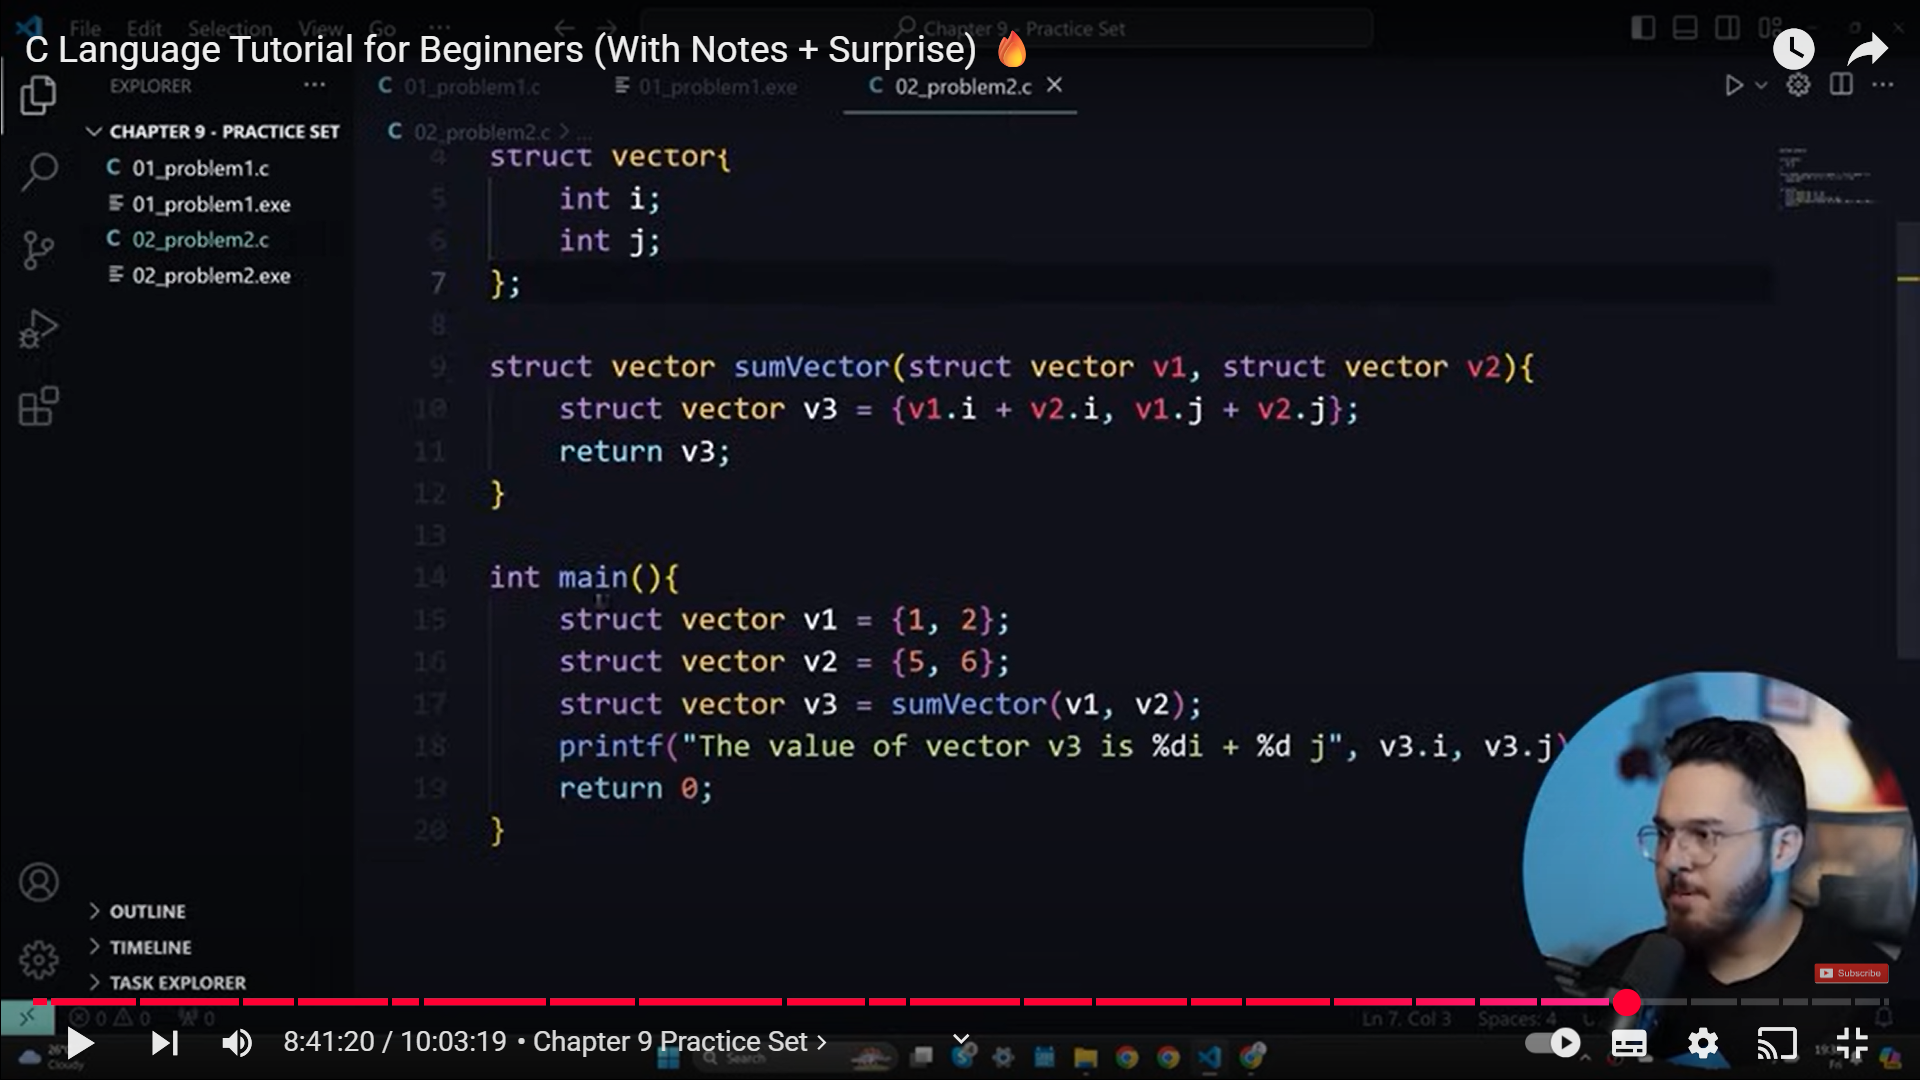 File Edit Selection View Go ...
Chapter 9 - Practice Set
C Language Tutorial for Beginners (With Notes + Surprise) 🔥
EXPLORER ...
C 01_problem1.c
01_problem1.exe
C 02_problem2.c
CHAPTER 9 - PRACTICE SET
C 01_problem1.c
01_problem1.exe
C 02_problem2.c
02_problem2.exe
C 02_problem2.c > ...
4 struct vector{
5 int i;
6 int j;
7 };
8
9 struct vector sumVector(struct vector v1, struct vector v2){
10 struct vector v3 = {v1.i + v2.i, v1.j + v2.j};
11 return v3;
12 }
13
14 int main(){
15 struct vector v1 = {1, 2};
16 struct vector v2 = {5, 6};
17 struct vector v3 = sumVector(v1, v2);
18 printf("The value of vector v3 is %di + %d j", v3.i, v3.j)
19 return 0;
20 }
OUTLINE
TIMELINE
TASK EXPLORER
Subscribe
0 0 0
Ln 7, Col 3 Spaces: 4
8:41:20 / 10:03:19 • Chapter 9 Practice Set >
Cloudy
Search